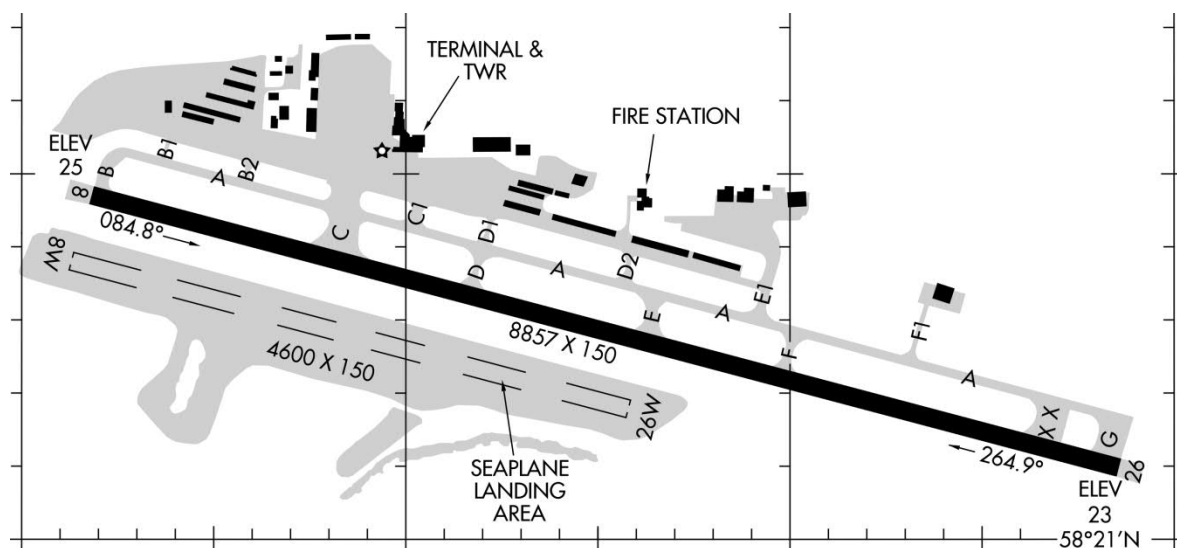 TERMINAL &
TWR
FIRE STATION
ELEV
25
B
B1
A
B2
8
084.8°
C
C1
D1
D
A
D2
E
A
E1
F
F1
A
X X
G
26
W8
4600 X 150
8857 X 150
26W
264.9°
SEAPLANE
LANDING
AREA
ELEV
23
58°21'N